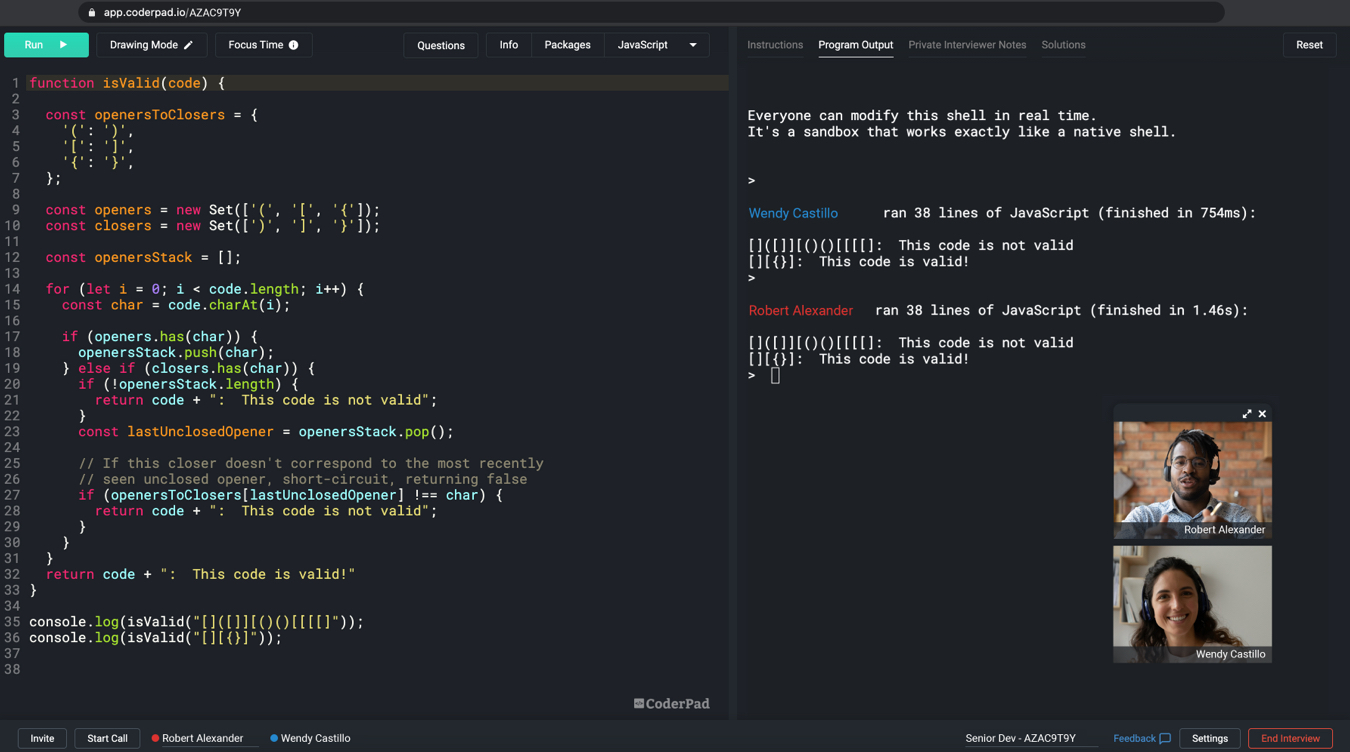 app.coderpad.io/AZAC9T9Y
Run Drawing Mode Focus Time Questions Info Packages JavaScript
Instructions Program Output Private Interviewer Notes Solutions Reset
1 function isValid(code) {
2
3 const openersToClosers = {
4 '(': ')',
5 '[': ']',
6 '{': '}',
7 };
8
9 const openers = new Set(['(', '[', '{']);
10 const closers = new Set([')', ']', '}']);
11
12 const openersStack = [];
13
14 for (let i = 0; i < code.length; i++) {
15 const char = code.charAt(i);
16
17 if (openers.has(char)) {
18 openersStack.push(char);
19 } else if (closers.has(char)) {
20 if (!openersStack.length) {
21 return code + ":  This code is not valid";
22 }
23 const lastUnclosedOpener = openersStack.pop();
24
25 // If this closer doesn't correspond to the most recently
26 // seen unclosed opener, short-circuit, returning false
27 if (openersToClosers[lastUnclosedOpener] !== char) {
28 return code + ":  This code is not valid";
29 }
30 }
31 }
32 return code + ":  This code is valid!"
33 }
34
35 console.log(isValid("[]([]][()()[[[[]"));
36 console.log(isValid("[][{}]"));
37
38
CoderPad
Everyone can modify this shell in real time.
It's a sandbox that works exactly like a native shell.
>
Wendy Castillo ran 38 lines of JavaScript (finished in 754ms):
[]([]][()()[[[[]:  This code is not valid
[][{}]:  This code is valid!
>
Robert Alexander ran 38 lines of JavaScript (finished in 1.46s):
[]([]][()()[[[[]:  This code is not valid
[][{}]:  This code is valid!
>
Robert Alexander
Wendy Castillo
Invite Start Call Robert Alexander Wendy Castillo Senior Dev - AZAC9T9Y Feedback Settings End Interview